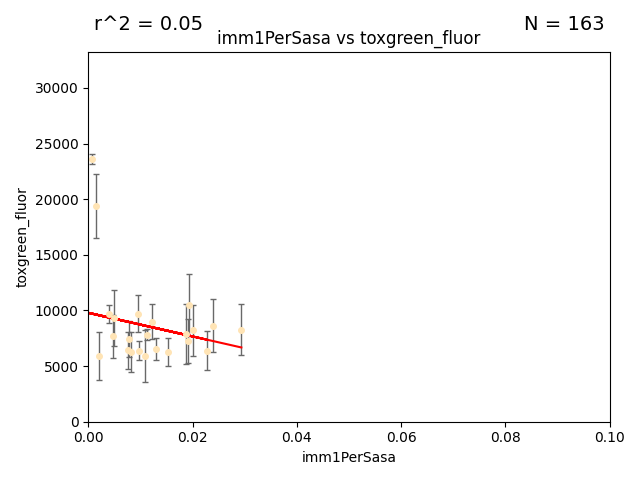 r^2 = 0.05
N = 163
imm1PerSasa vs toxgreen_fluor
30000
25000
20000
15000
10000
5000
0
toxgreen_fluor
0.00 0.02 0.04 0.06 0.08 0.10
imm1PerSasa